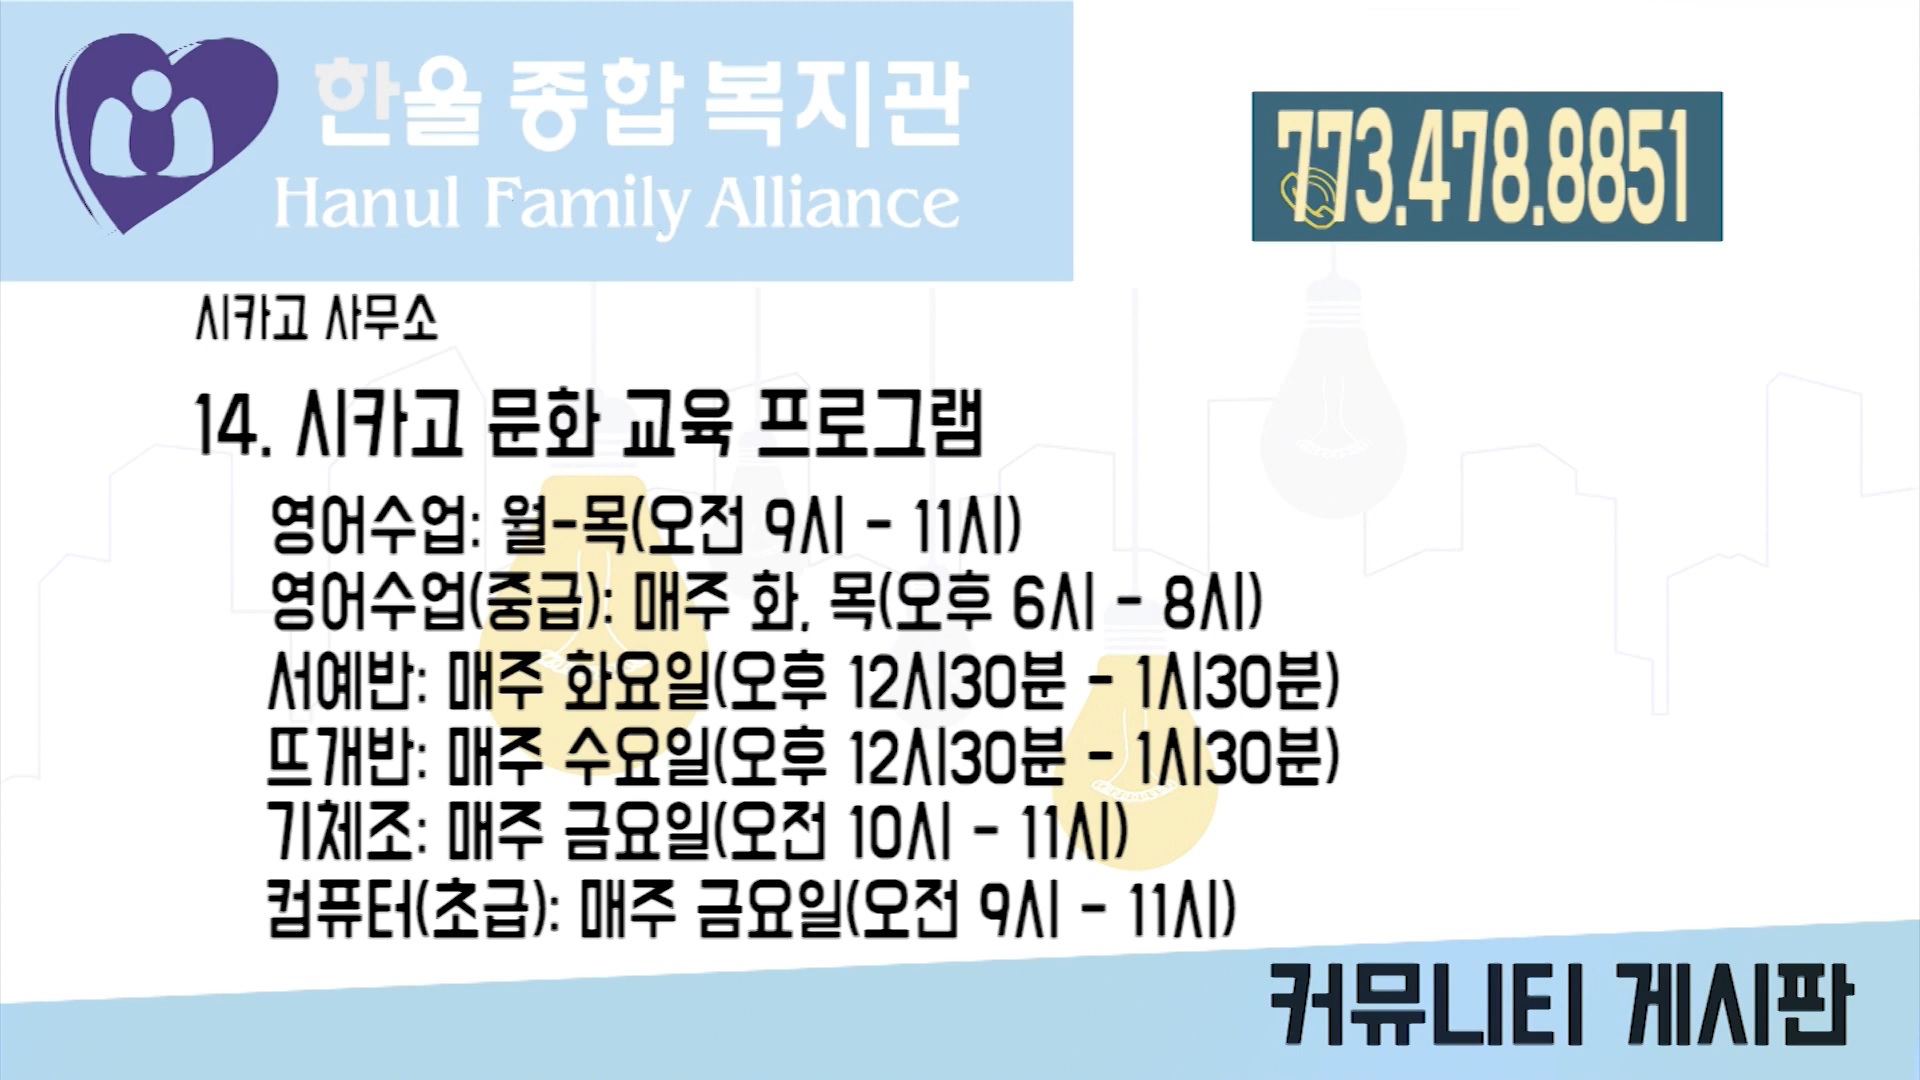 한울 종합 복지관
Hanul Family Alliance
773.478.8851
시카고 사무소
14. 시카고 문화 교육 프로그램
영어수업: 월-목(오전 9시 - 11시)
영어수업(중급): 매주 화, 목(오후 6시 - 8시)
서예반: 매주 화요일(오후 12시30분 - 1시30분)
뜨개반: 매주 수요일(오후 12시30분 - 1시30분)
기체조: 매주 금요일(오전 10시 - 11시)
컴퓨터(초급): 매주 금요일(오전 9시 - 11시)
커뮤니티 게시판